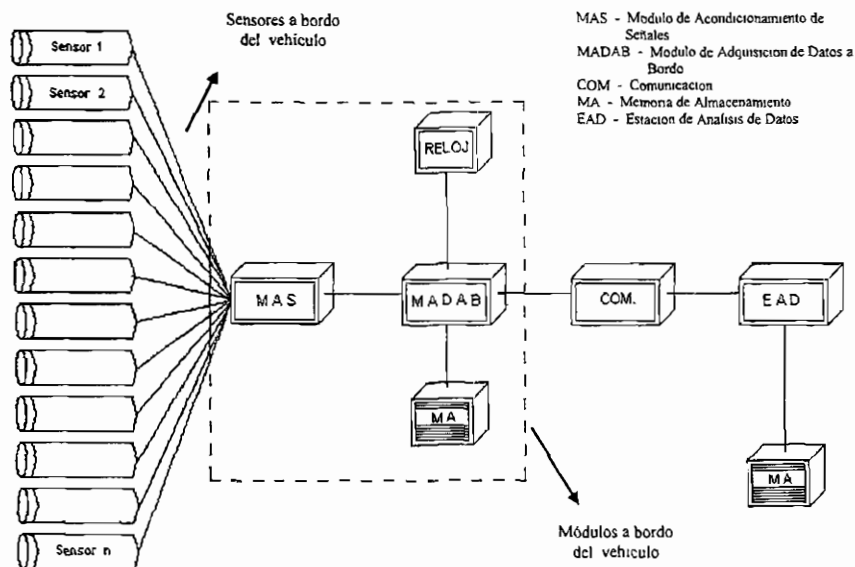 Sensores a bordo
del vehiculo
MAS - Modulo de Acondicionamiento de
Señales
MADAB - Modulo de Adquisicion de Datos a
Bordo
COM - Comunicacion
MA - Memoria de Almacenamiento
EAD - Estacion de Analisis de Datos
Sensor 1
Sensor 2
RELOJ
MAS
MADAB
COM.
EAD
MA
MA
Sensor n
Módulos a bordo
del vehiculo